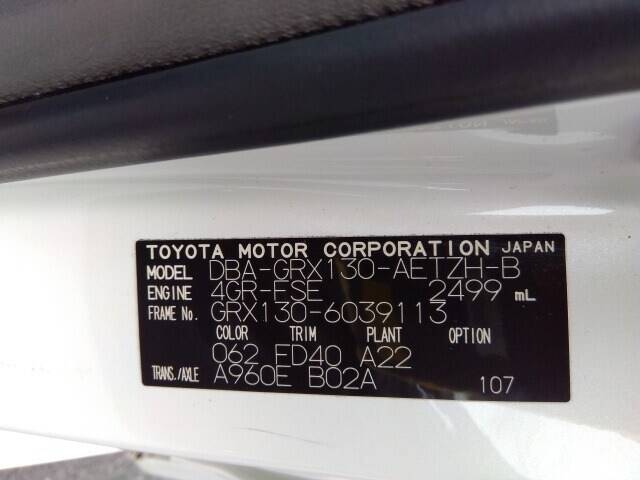 TOYOTA MOTOR CORPORATION JAPAN
MODEL DBA-GRX130-AETZH-B
ENGINE 4GR-FSE 2499 mL
FRAME No. GRX130-6039113
COLOR TRIM PLANT OPTION
062 FD40 A22
TRANS./AXLE A960E B02A 107